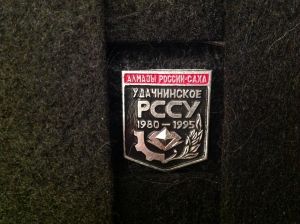 АЛМАЗЫ РОССИИ-САХА
УДАЧНИНСКОЕ
РССУ
1980-1995